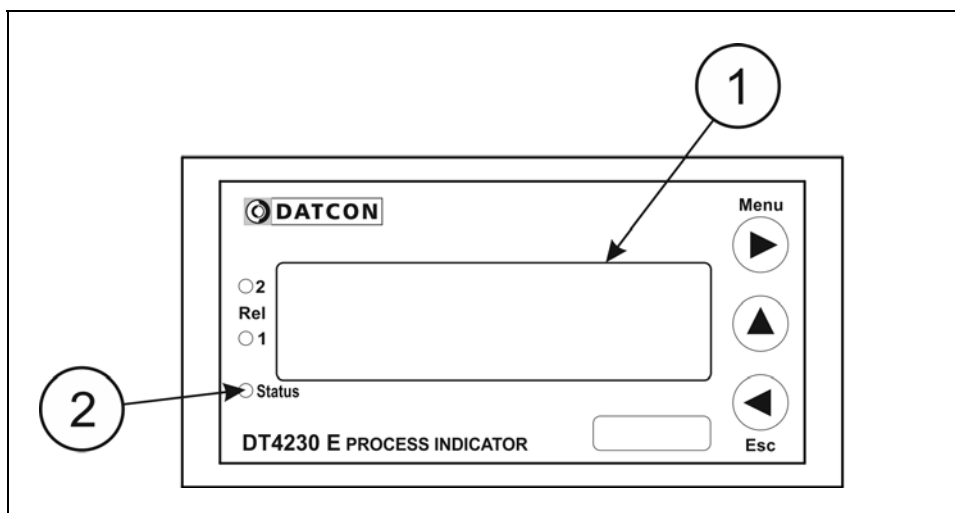 1
DATCON
Menu
2
Rel
1
2
Status
DT4230 E PROCESS INDICATOR
Esc